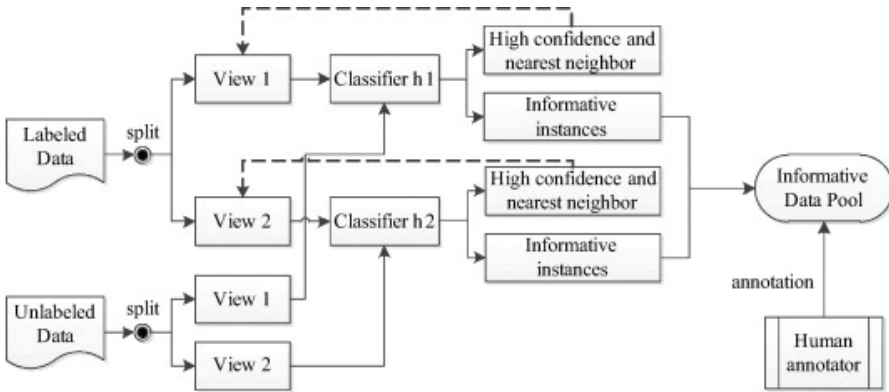 High confidence and
nearest neighbor
View 1
Classifier h1
split
Informative
instances
Labeled
Data
High confidence and
nearest neighbor
Informative
Data Pool
View 2
Classifier h2
Informative
instances
View 1
split
annotation
Unlabeled
Data
View 2
Human
annotator